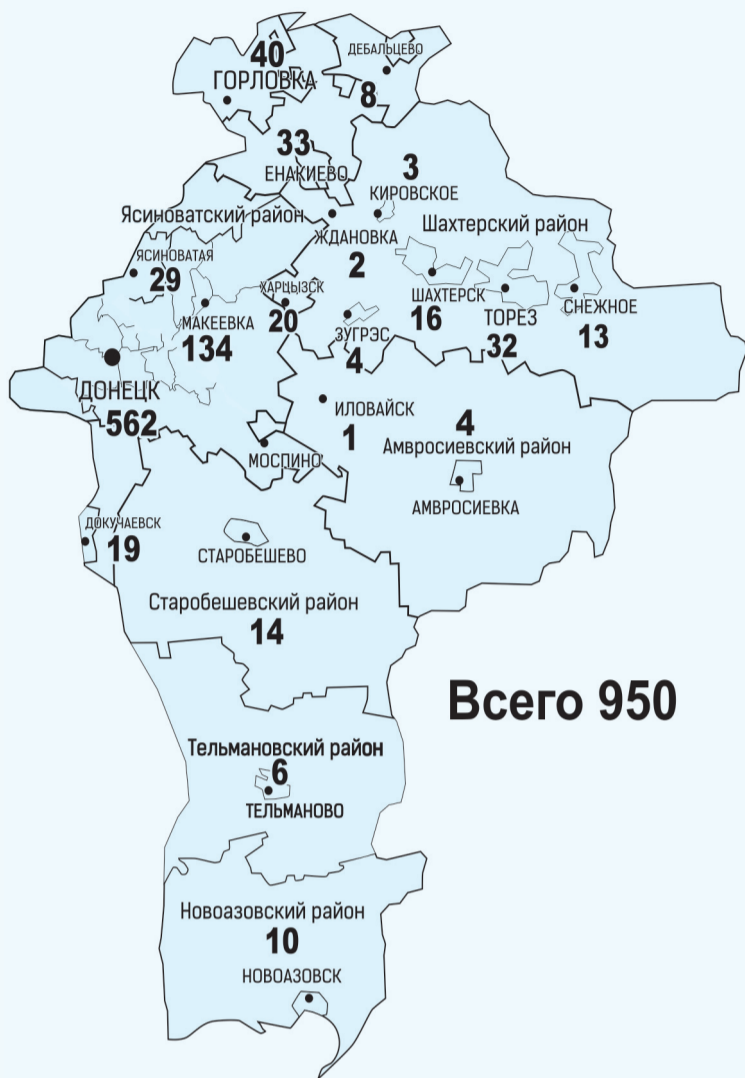 40
ГОРЛОВКА
ДЕБАЛЬЦЕВО
8
33
ЕНАКИЕВО
3
КИРОВСКОЕ
Ясиноватский район
ЖДАНОВКА
2
Шахтерский район
ЯСИНОВАТАЯ
29
МАКЕЕВКА
134
ХАРЦЫЗСК
20
ЗУГРЭС
4
ШАХТЕРСК
16
ТОРЕЗ
32
СНЕЖНОЕ
13
ДОНЕЦК
562
ИЛОВАЙСК
1
4
Амвросиевский район
АМВРОСИЕВКА
МОСПИНО
ДОКУЧАЕВСК
19
СТАРОБЕШЕВО
Старобешевский район
14
Всего 950
Тельмановский район
6
ТЕЛЬМАНОВО
Новоазовский район
10
НОВОАЗОВСК